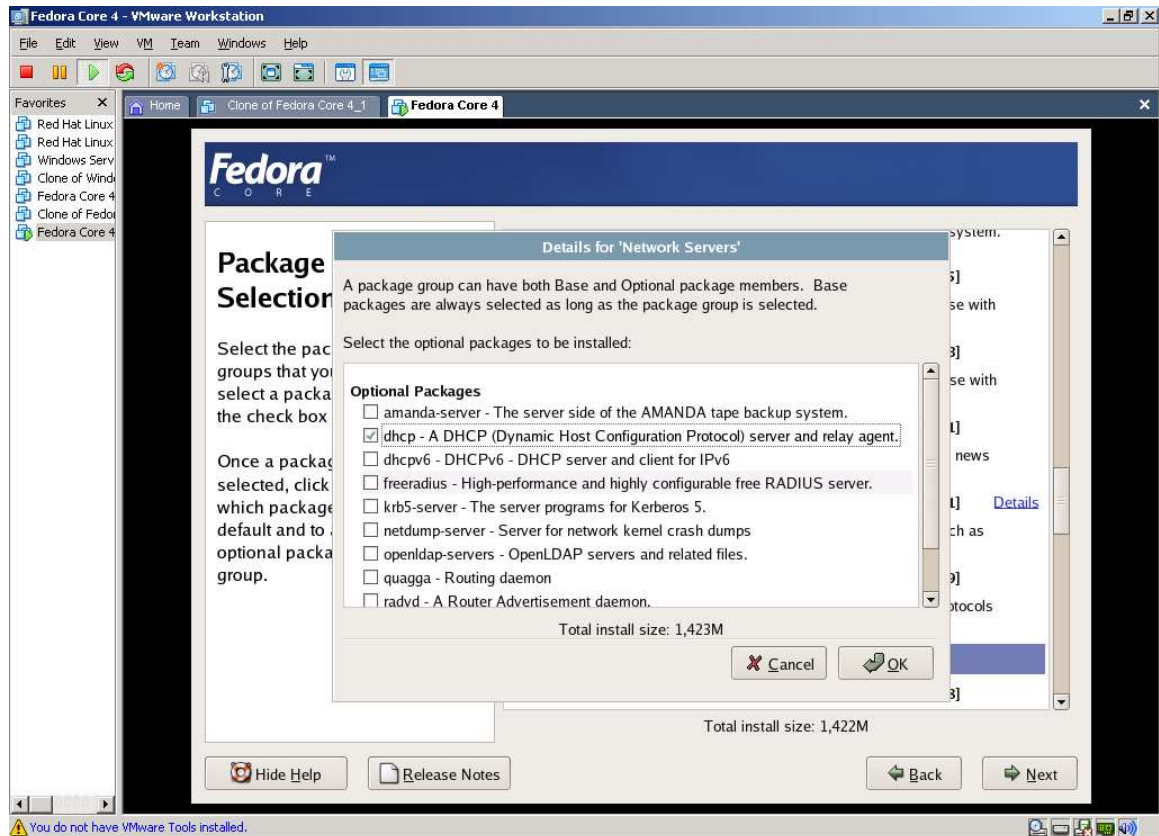 Fedora Core 4 - VMware Workstation
File Edit View VM Team Windows Help
Favorites X
Home Clone of Fedora Core 4_1 Fedora Core 4 X
Red Hat Linux
Red Hat Linux
Windows Serv
Clone of Wind
Fedora Core 4
Clone of Fedor
Fedora Core 4
Fedora™
CORE
Package
Selection
Select the pac
groups that you
select a packa
the check box
Once a packag
selected, click
which package
default and to
optional packa
group.
Details for 'Network Servers'
A package group can have both Base and Optional package members. Base
packages are always selected as long as the package group is selected.
Select the optional packages to be installed:
Optional Packages
amanda-server - The server side of the AMANDA tape backup system.
dhcp - A DHCP (Dynamic Host Configuration Protocol) server and relay agent.
dhcpv6 - DHCPv6 - DHCP server and client for IPv6
freeradius - High-performance and highly configurable free RADIUS server.
krb5-server - The server programs for Kerberos 5.
netdump-server - Server for network kernel crash dumps
openldap-servers - OpenLDAP servers and related files.
quagga - Routing daemon
radvd - A Router Advertisement daemon.
Total install size: 1,423M
Cancel OK
system.
5]
se with
3]
se with
1]
news
1] Details
ch as
9]
otocols
3]
Total install size: 1,422M
Hide Help Release Notes Back Next
You do not have VMware Tools installed.